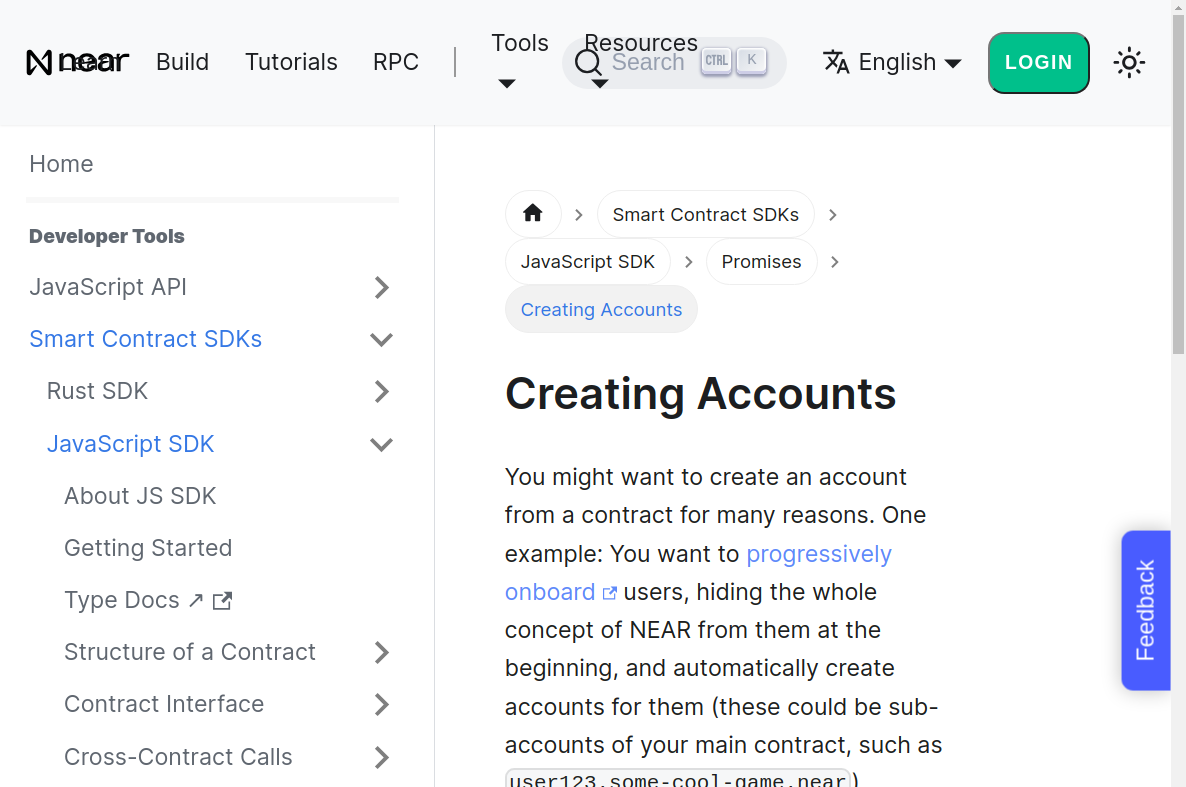 near
Learn
Build
Tutorials
RPC
Tools
Resources
Search
CTRL
K
English
LOGIN
Home
Developer Tools
JavaScript API
Smart Contract SDKs
Rust SDK
JavaScript SDK
About JS SDK
Getting Started
Type Docs ↗
Structure of a Contract
Contract Interface
Cross-Contract Calls
Smart Contract SDKs
JavaScript SDK
Promises
Creating Accounts
Creating Accounts
You might want to create an account
from a contract for many reasons. One
example: You want to progressively
onboard users, hiding the whole
concept of NEAR from them at the
beginning, and automatically create
accounts for them (these could be sub-
accounts of your main contract, such as
user123.some-cool-game.near)
Feedback